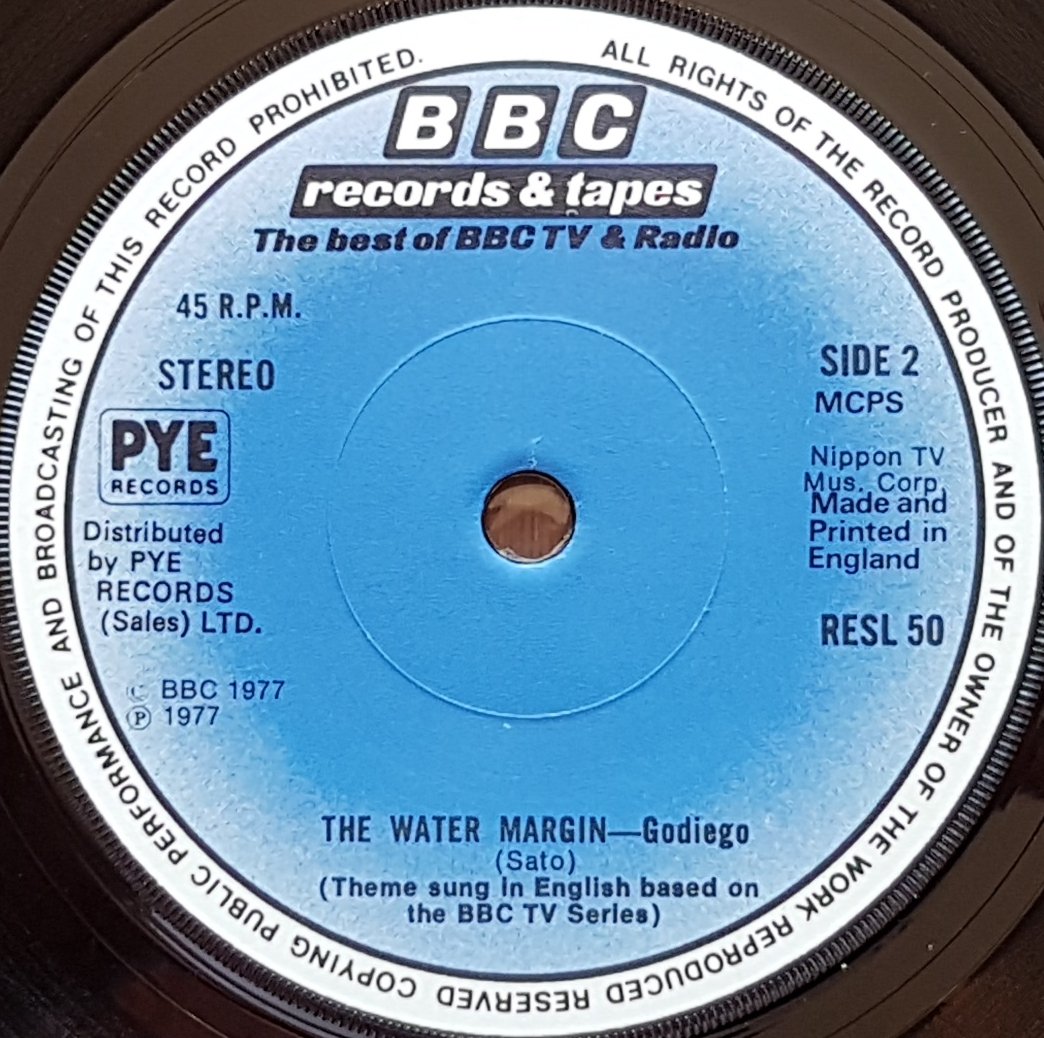 ALL RIGHTS OF THE RECORD PRODUCER AND OF THE OWNER OF THE WORK REPRODUCED RESERVED COPYING PUBLIC PERFORMANCE AND BROADCASTING OF THIS RECORD PROHIBITED.
BBC
records & tapes
The best of BBC TV & Radio
45 R.P.M.
STEREO
PYE
RECORDS
Distributed
by PYE
RECORDS
(Sales) LTD.
© BBC 1977
℗ 1977
SIDE 2
MCPS
Nippon TV
Mus. Corp.
Made and
Printed in
England
RESL 50
THE WATER MARGIN—Godiego
(Sato)
(Theme sung in English based on
the BBC TV Series)